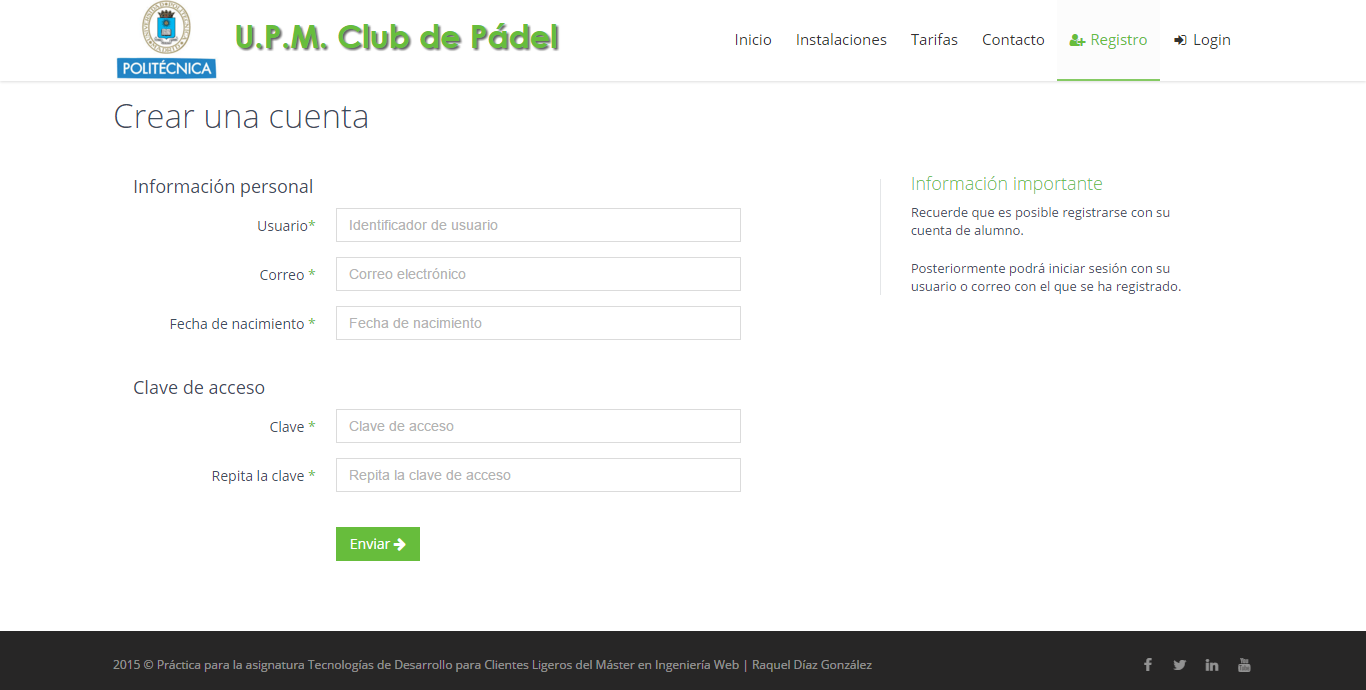 POLITÉCNICA
U.P.M. Club de Pádel
Inicio Instalaciones Tarifas Contacto Registro Login
Crear una cuenta
Información personal
Usuario* Identificador de usuario
Correo * Correo electrónico
Fecha de nacimiento * Fecha de nacimiento
Clave de acceso
Clave * Clave de acceso
Repita la clave * Repita la clave de acceso
Enviar
Información importante
Recuerde que es posible registrarse con su
cuenta de alumno.
Posteriormente podrá iniciar sesión con su
usuario o correo con el que se ha registrado.
2015 © Práctica para la asignatura Tecnologías de Desarrollo para Clientes Ligeros del Máster en Ingeniería Web | Raquel Díaz González